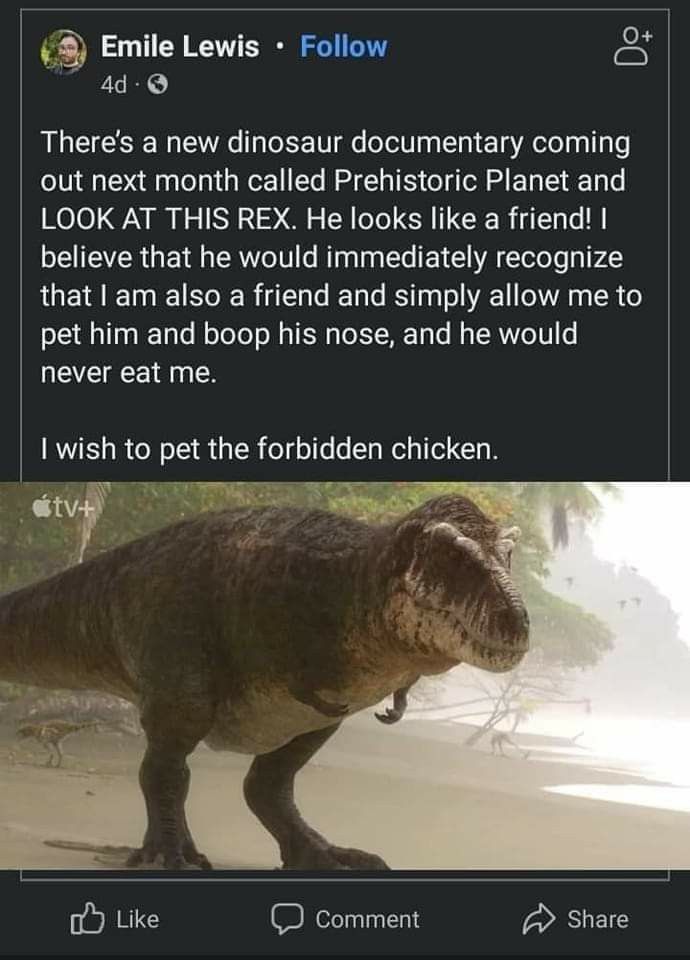 Emile Lewis · Follow
4d ·
There's a new dinosaur documentary coming
out next month called Prehistoric Planet and
LOOK AT THIS REX. He looks like a friend! I
believe that he would immediately recognize
that I am also a friend and simply allow me to
pet him and boop his nose, and he would
never eat me.
I wish to pet the forbidden chicken.
tv+
Like Comment Share